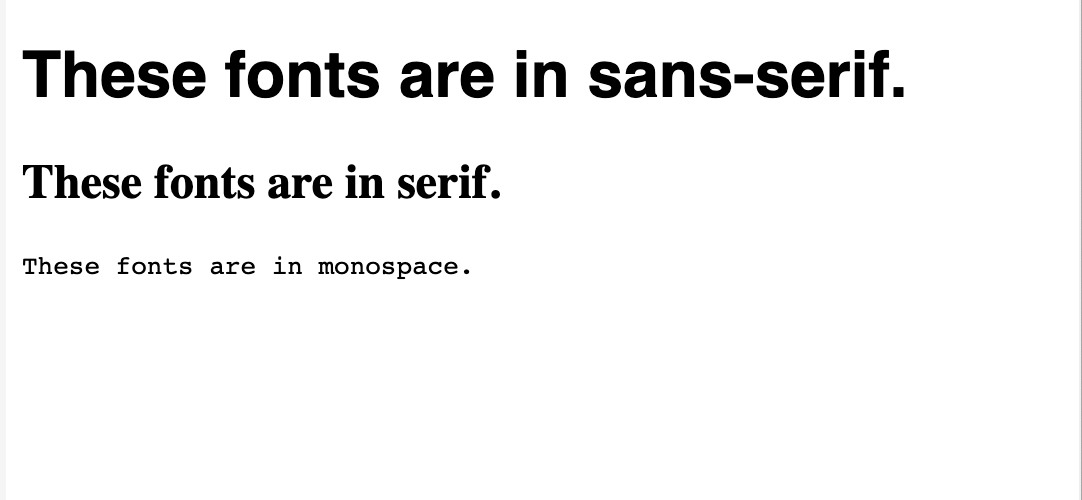 These fonts are in sans-serif.
These fonts are in serif.
These fonts are in monospace.